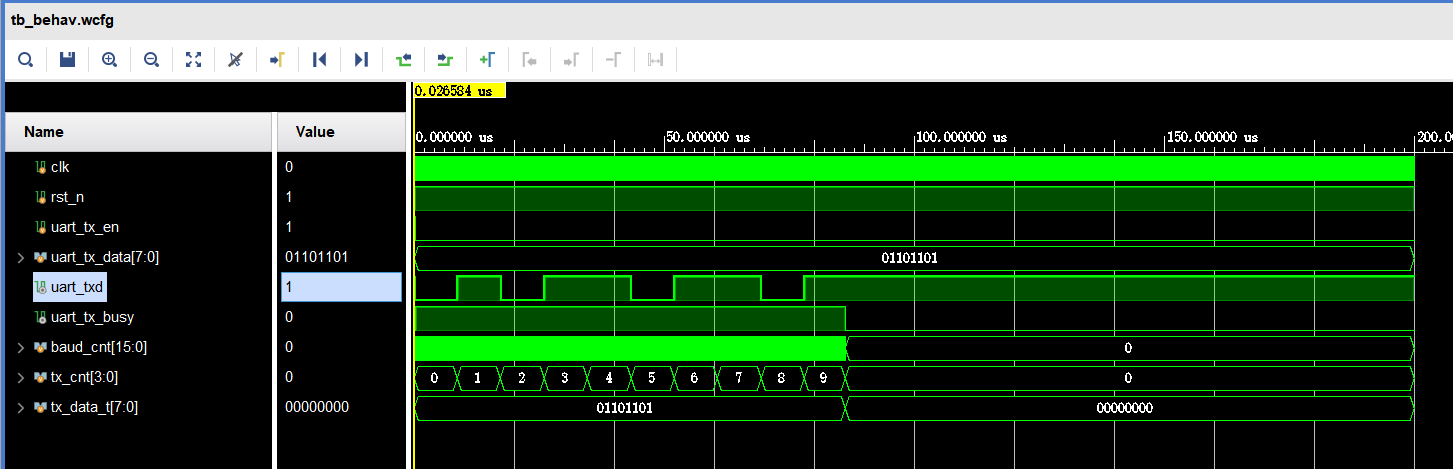 tb_behav.wcfg
0.026584 us
Name Value
0.000000 us 50.000000 us 100.000000 us 150.000000 us 200.00
clk 0
rst_n 1
uart_tx_en 1
uart_tx_data[7:0] 01101101 01101101
uart_txd 1
uart_tx_busy 0
baud_cnt[15:0] 0 0
tx_cnt[3:0] 0 0 1 2 3 4 5 6 7 8 9 0
tx_data_t[7:0] 00000000 01101101 00000000